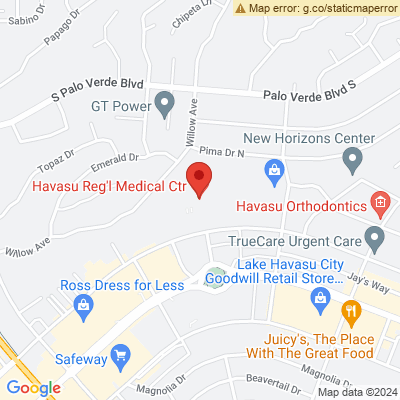 Map error: g.co/staticmaperror
Chipeta Dr
Sabino Dr
Papago Dr
S Palo Verde Blvd
Palo Verde Blvd S
GT Power
Willow Ave
New Horizons Center
Pima Dr N
Topaz Dr
Emerald Dr
Havasu Reg'l Medical Ctr
Havasu Orthodontics
TrueCare Urgent Care
Willow Ave
Lake Havasu City
Goodwill Retail Store...
Jay's Way
Ross Dress for Less
Juicy's, The Place
With The Great Food
Safeway
Magnolia Dr
Magnolia Dr
Beavertail Dr
Google
Map data ©2024